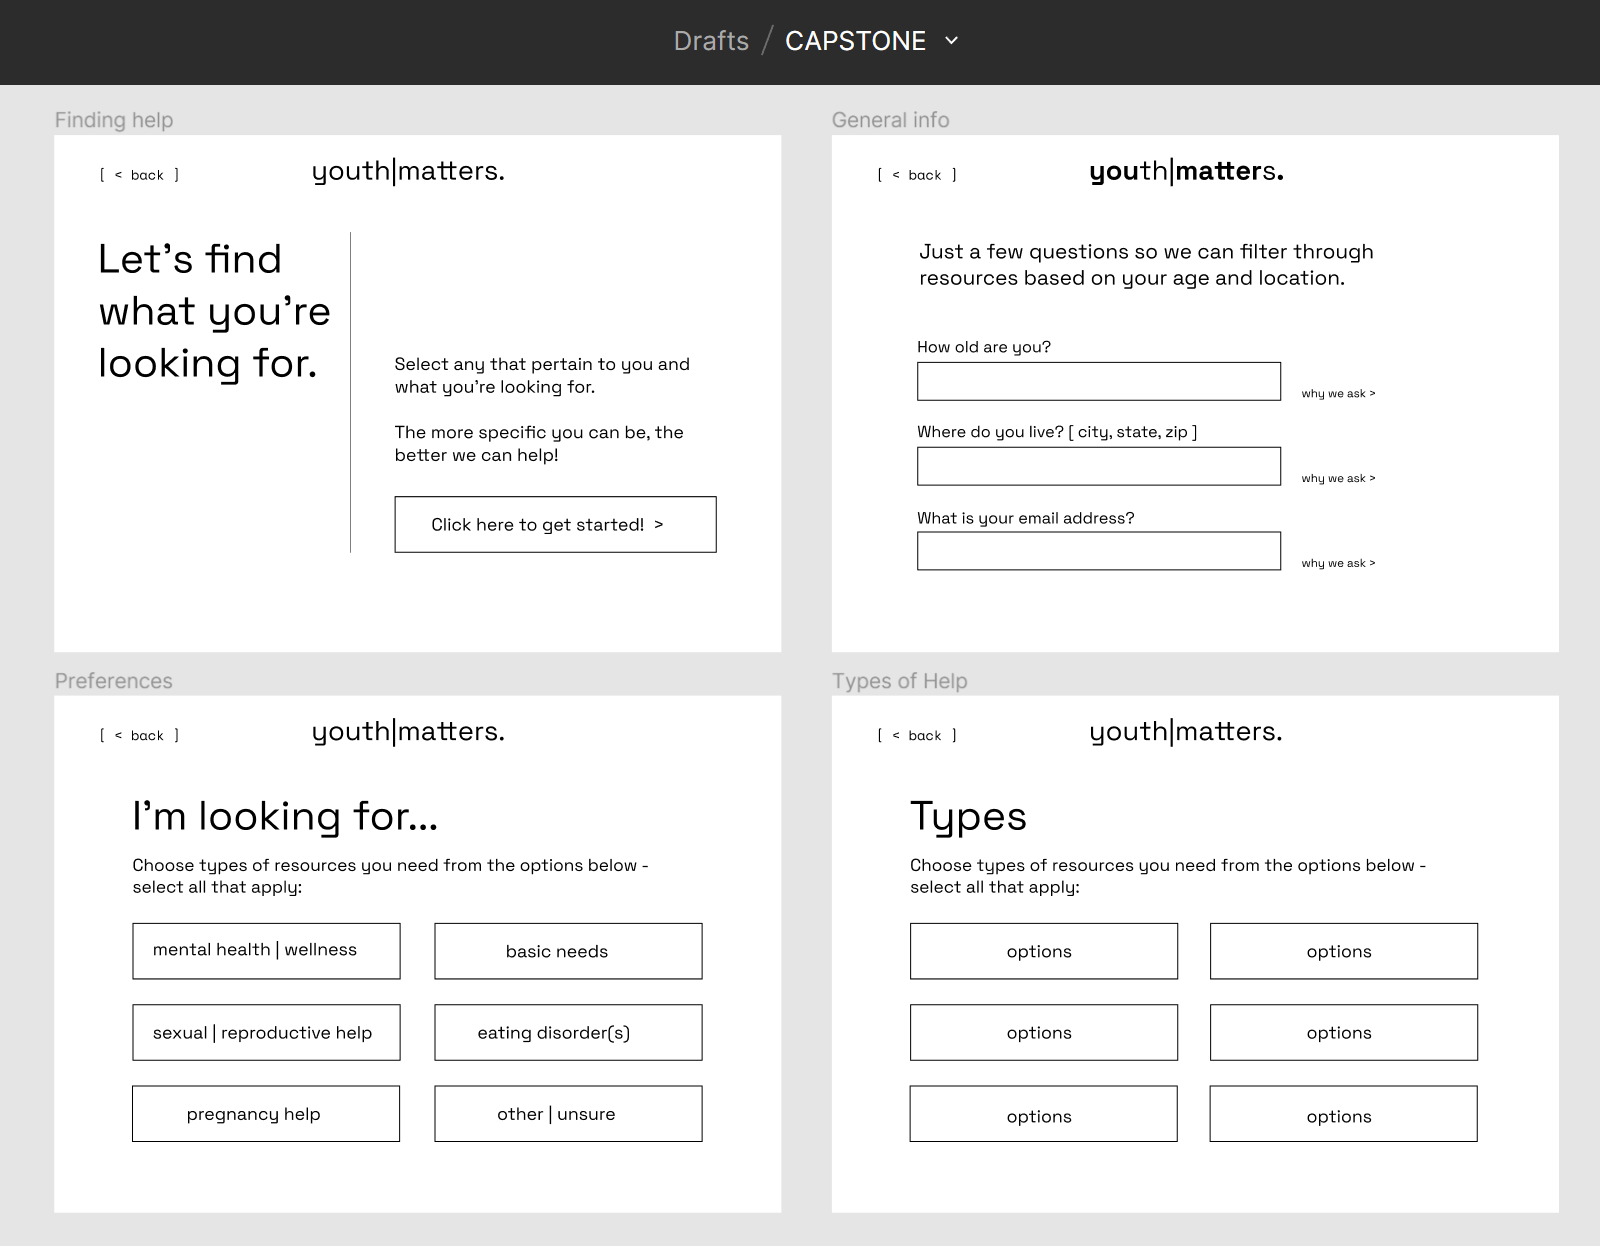 Drafts / CAPSTONE
Finding help
[ < back ]
youth|matters.
Let's find
what you're
looking for.
Select any that pertain to you and
what you're looking for.
The more specific you can be, the
better we can help!
Click here to get started! >
General info
[ < back ]
youth|matters.
Just a few questions so we can filter through
resources based on your age and location.
How old are you?
why we ask >
Where do you live? [ city, state, zip ]
why we ask >
What is your email address?
why we ask >
Preferences
[ < back ]
youth|matters.
I'm looking for...
Choose types of resources you need from the options below -
select all that apply:
mental health | wellness
basic needs
sexual | reproductive help
eating disorder(s)
pregnancy help
other | unsure
Types of Help
[ < back ]
youth|matters.
Types
Choose types of resources you need from the options below -
select all that apply:
options
options
options
options
options
options